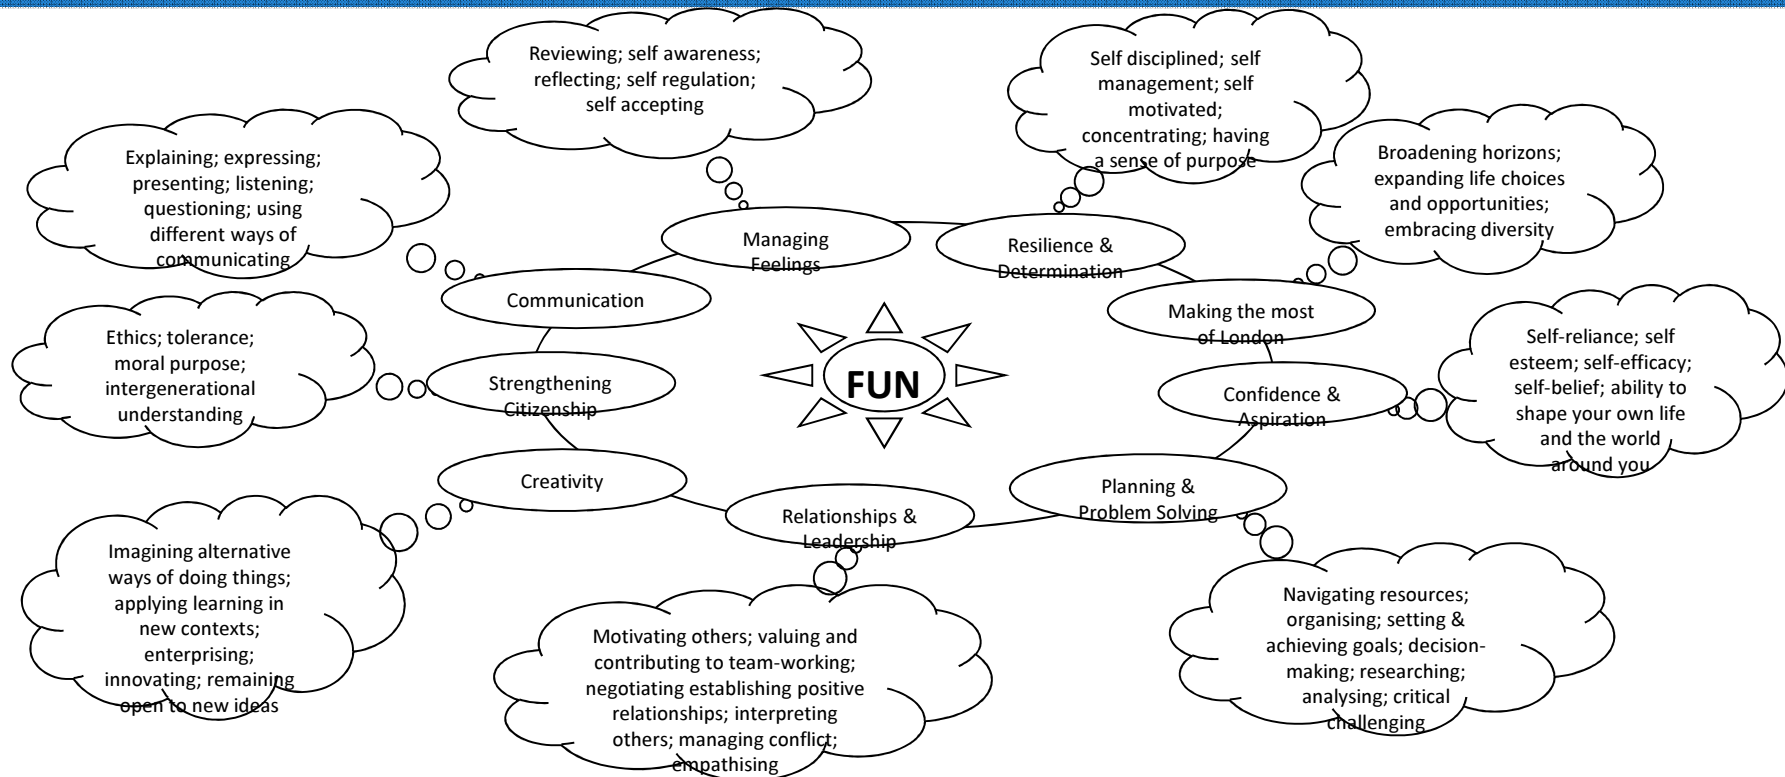 Reviewing; self awareness;
reflecting; self regulation;
self accepting
Self disciplined; self
management; self
motivated;
concentrating; having
a sense of purpose
Explaining; expressing;
presenting; listening;
questioning; using
different ways of
communicating
Broadening horizons;
expanding life choices
and opportunities;
embracing diversity
Managing
Feelings
Resilience &
Determination
Communication
Making the most
of London
Ethics; tolerance;
moral purpose;
intergenerational
understanding
Self-reliance; self
esteem; self-efficacy;
self-belief; ability to
shape your own life
and the world
around you
Strengthening
Citizenship
FUN
Confidence &
Aspiration
Creativity
Relationships &
Leadership
Planning &
Problem Solving
Imagining alternative
ways of doing things;
applying learning in
new contexts;
enterprising;
innovating; remaining
open to new ideas
Motivating others; valuing and
contributing to team-working;
negotiating establishing positive
relationships; interpreting
others; managing conflict;
empathising
Navigating resources;
organising; setting &
achieving goals; decision-
making; researching;
analysing; critical
challenging